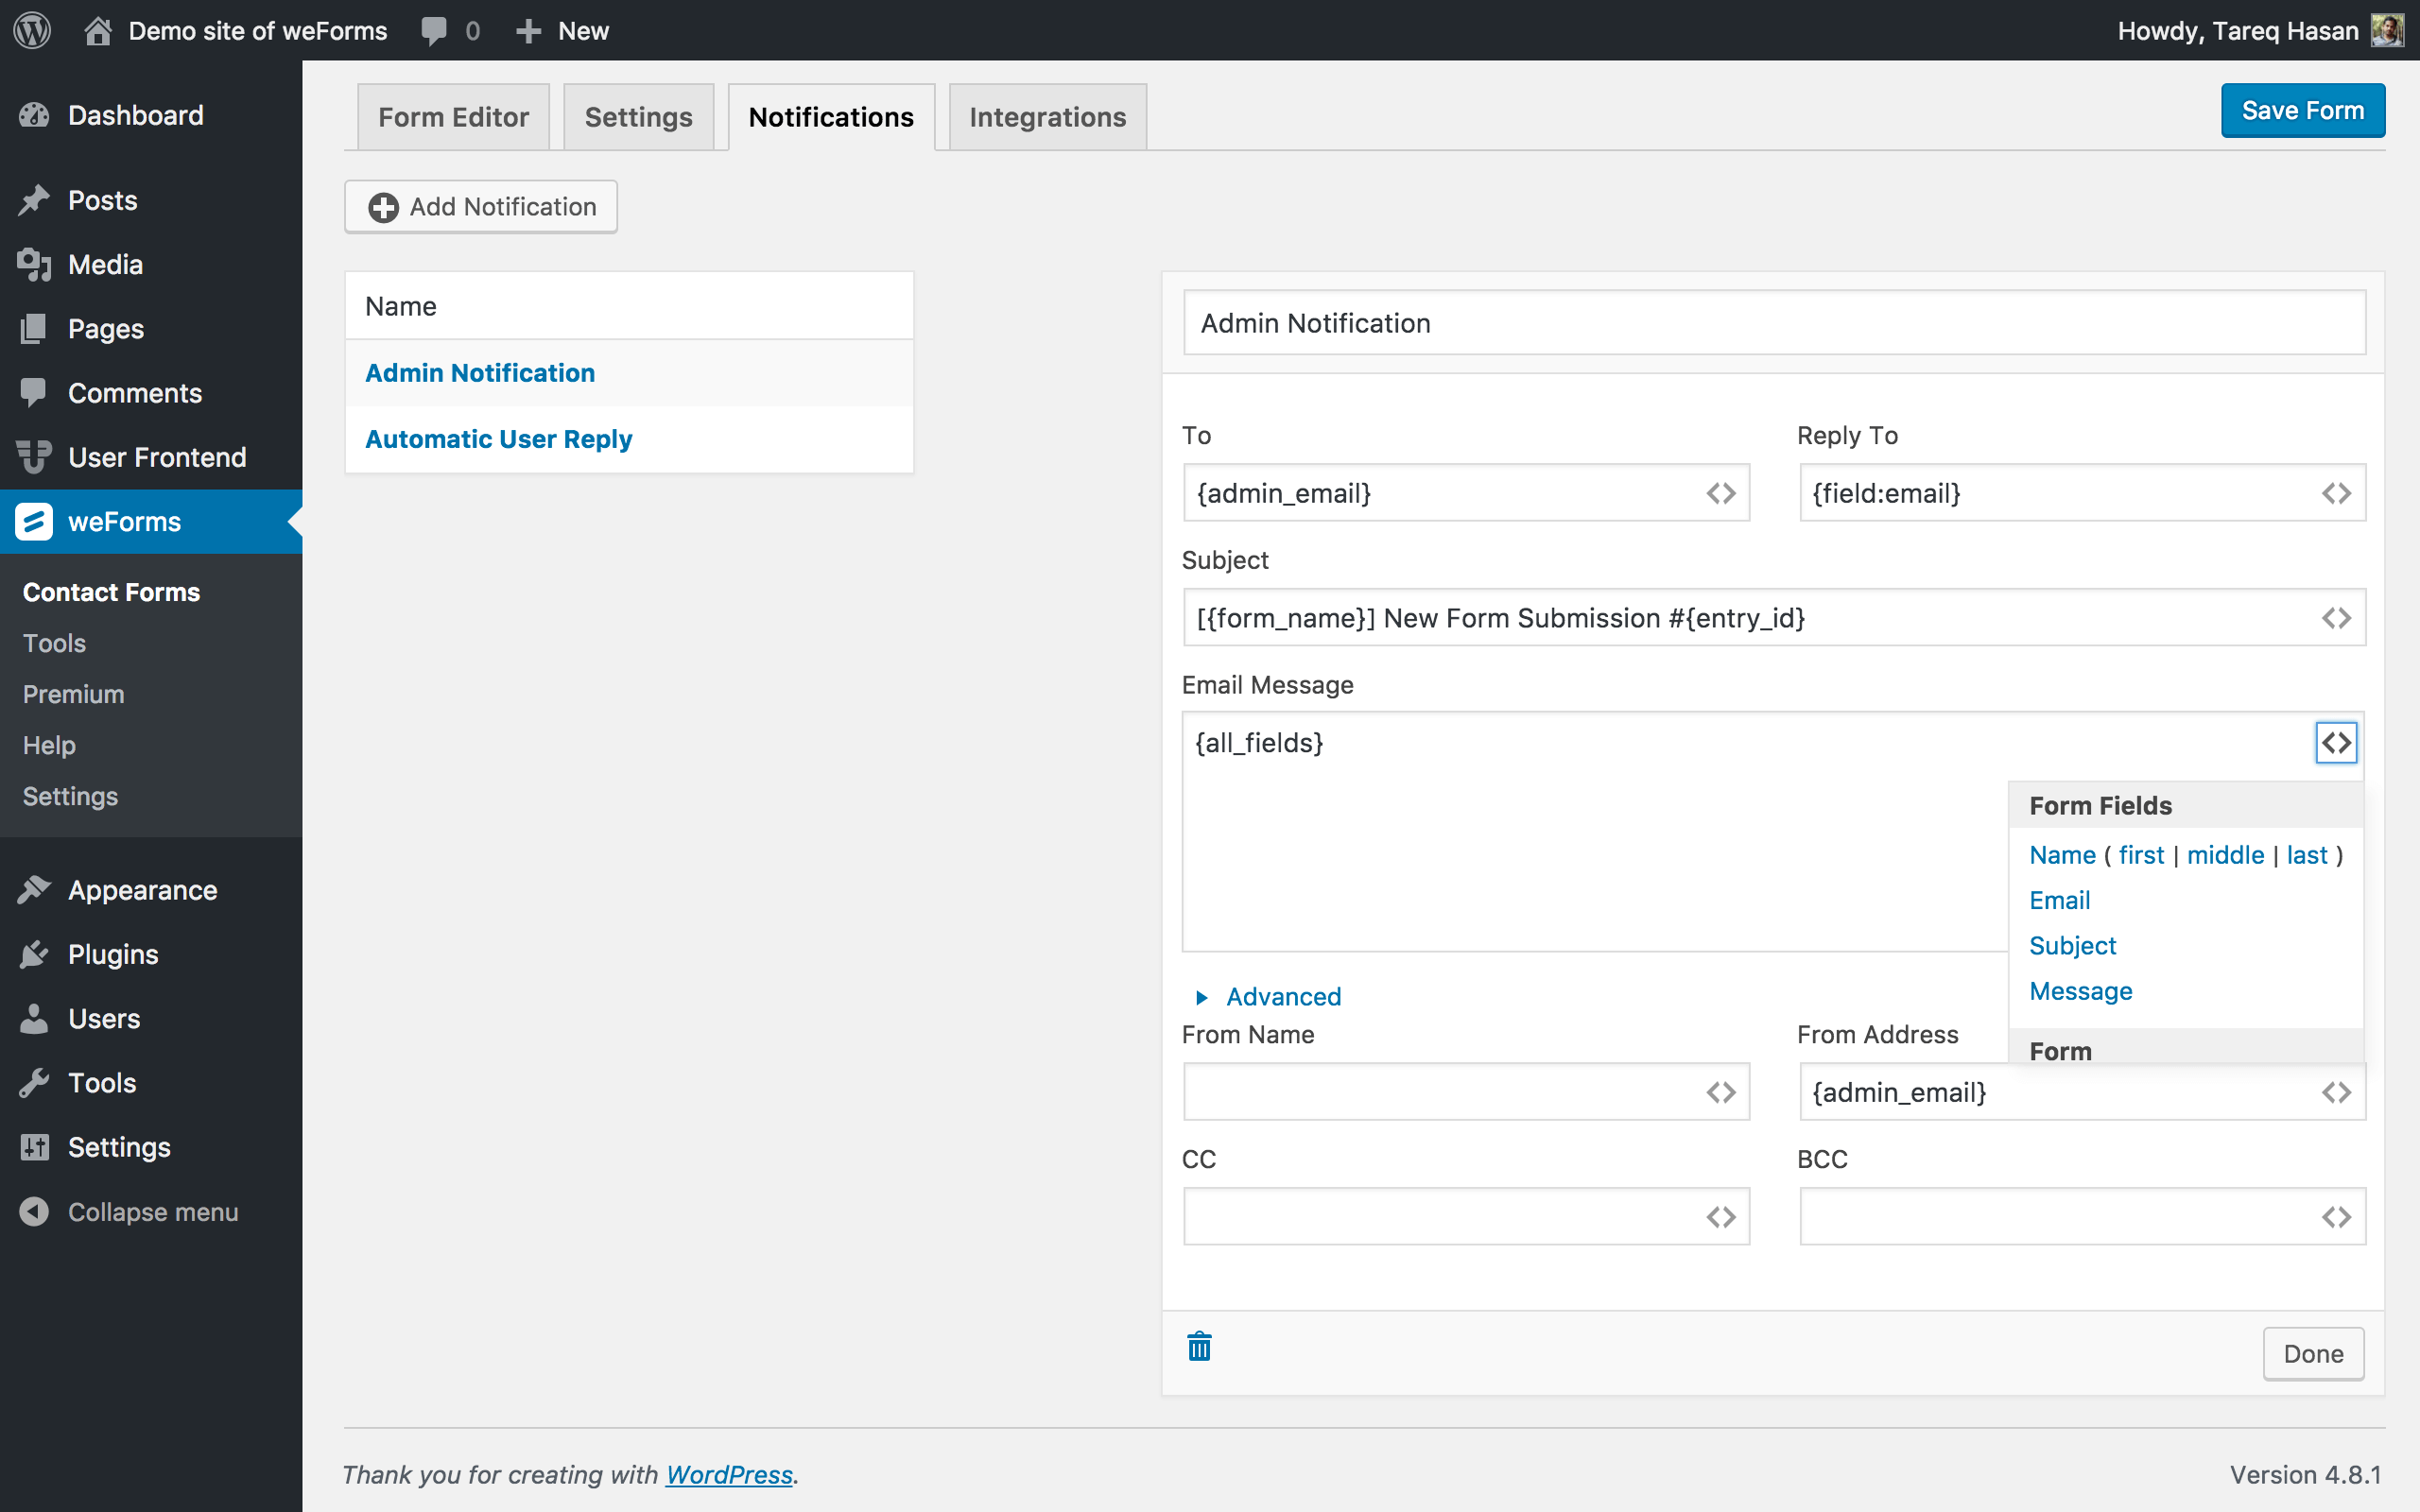 Demo site of weForms 0 New Howdy, Tareq Hasan
Dashboard
Posts
Media
Pages
Comments
User Frontend
weForms
Contact Forms
Tools
Premium
Help
Settings
Appearance
Plugins
Users
Tools
Settings
Collapse menu
Form Editor Settings Notifications Integrations Save Form
Add Notification
Name
Admin Notification
Automatic User Reply
Admin Notification
To Reply To
{admin_email} {field:email}
Subject
[{form_name}] New Form Submission #{entry_id}
Email Message
{all_fields}
Form Fields
Name ( first | middle | last )
Email
Subject
Message
Form
Advanced
From Name From Address
{admin_email}
CC BCC
Done
Thank you for creating with WordPress. Version 4.8.1